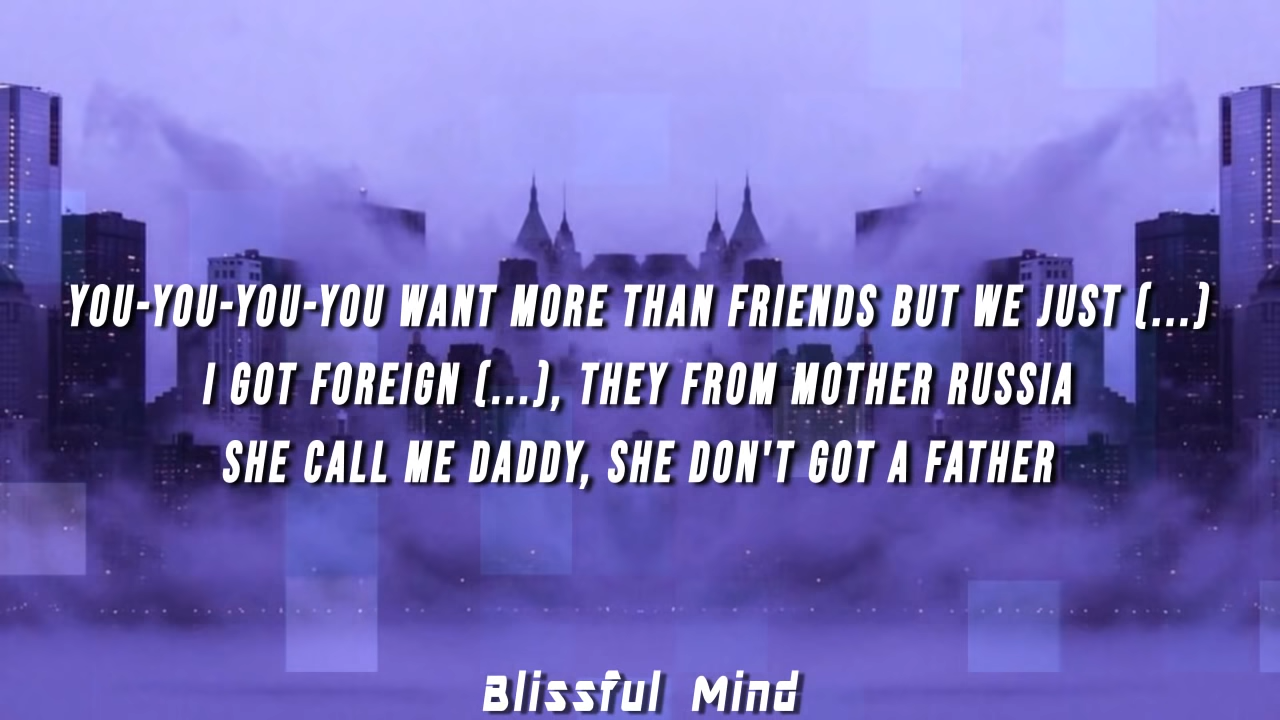 YOU-YOU-YOU-YOU WANT MORE THAN FRIENDS BUT WE JUST (...)
I GOT FOREIGN (...), THEY FROM MOTHER RUSSIA
SHE CALL ME DADDY, SHE DON'T GOT A FATHER
Blissful Mind